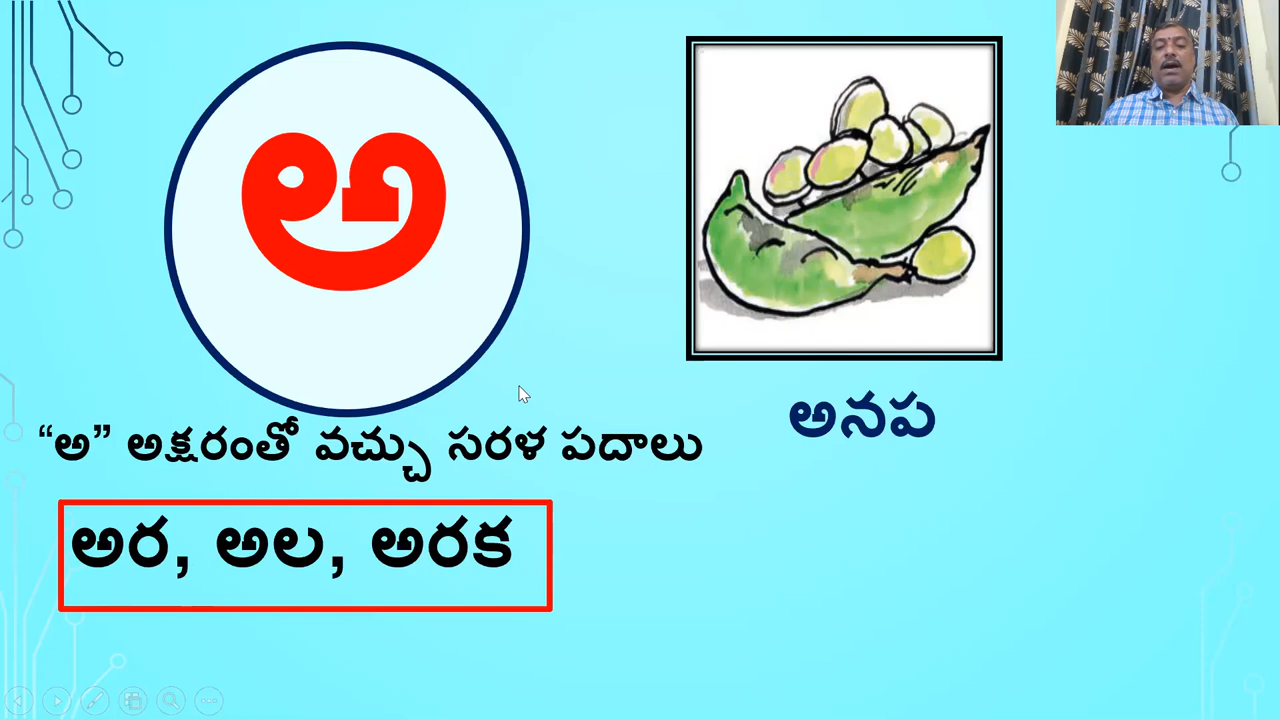 అ
అనప
“అ” అక్షరంతో వచ్చు సరళ పదాలు
అర, అల, అరక